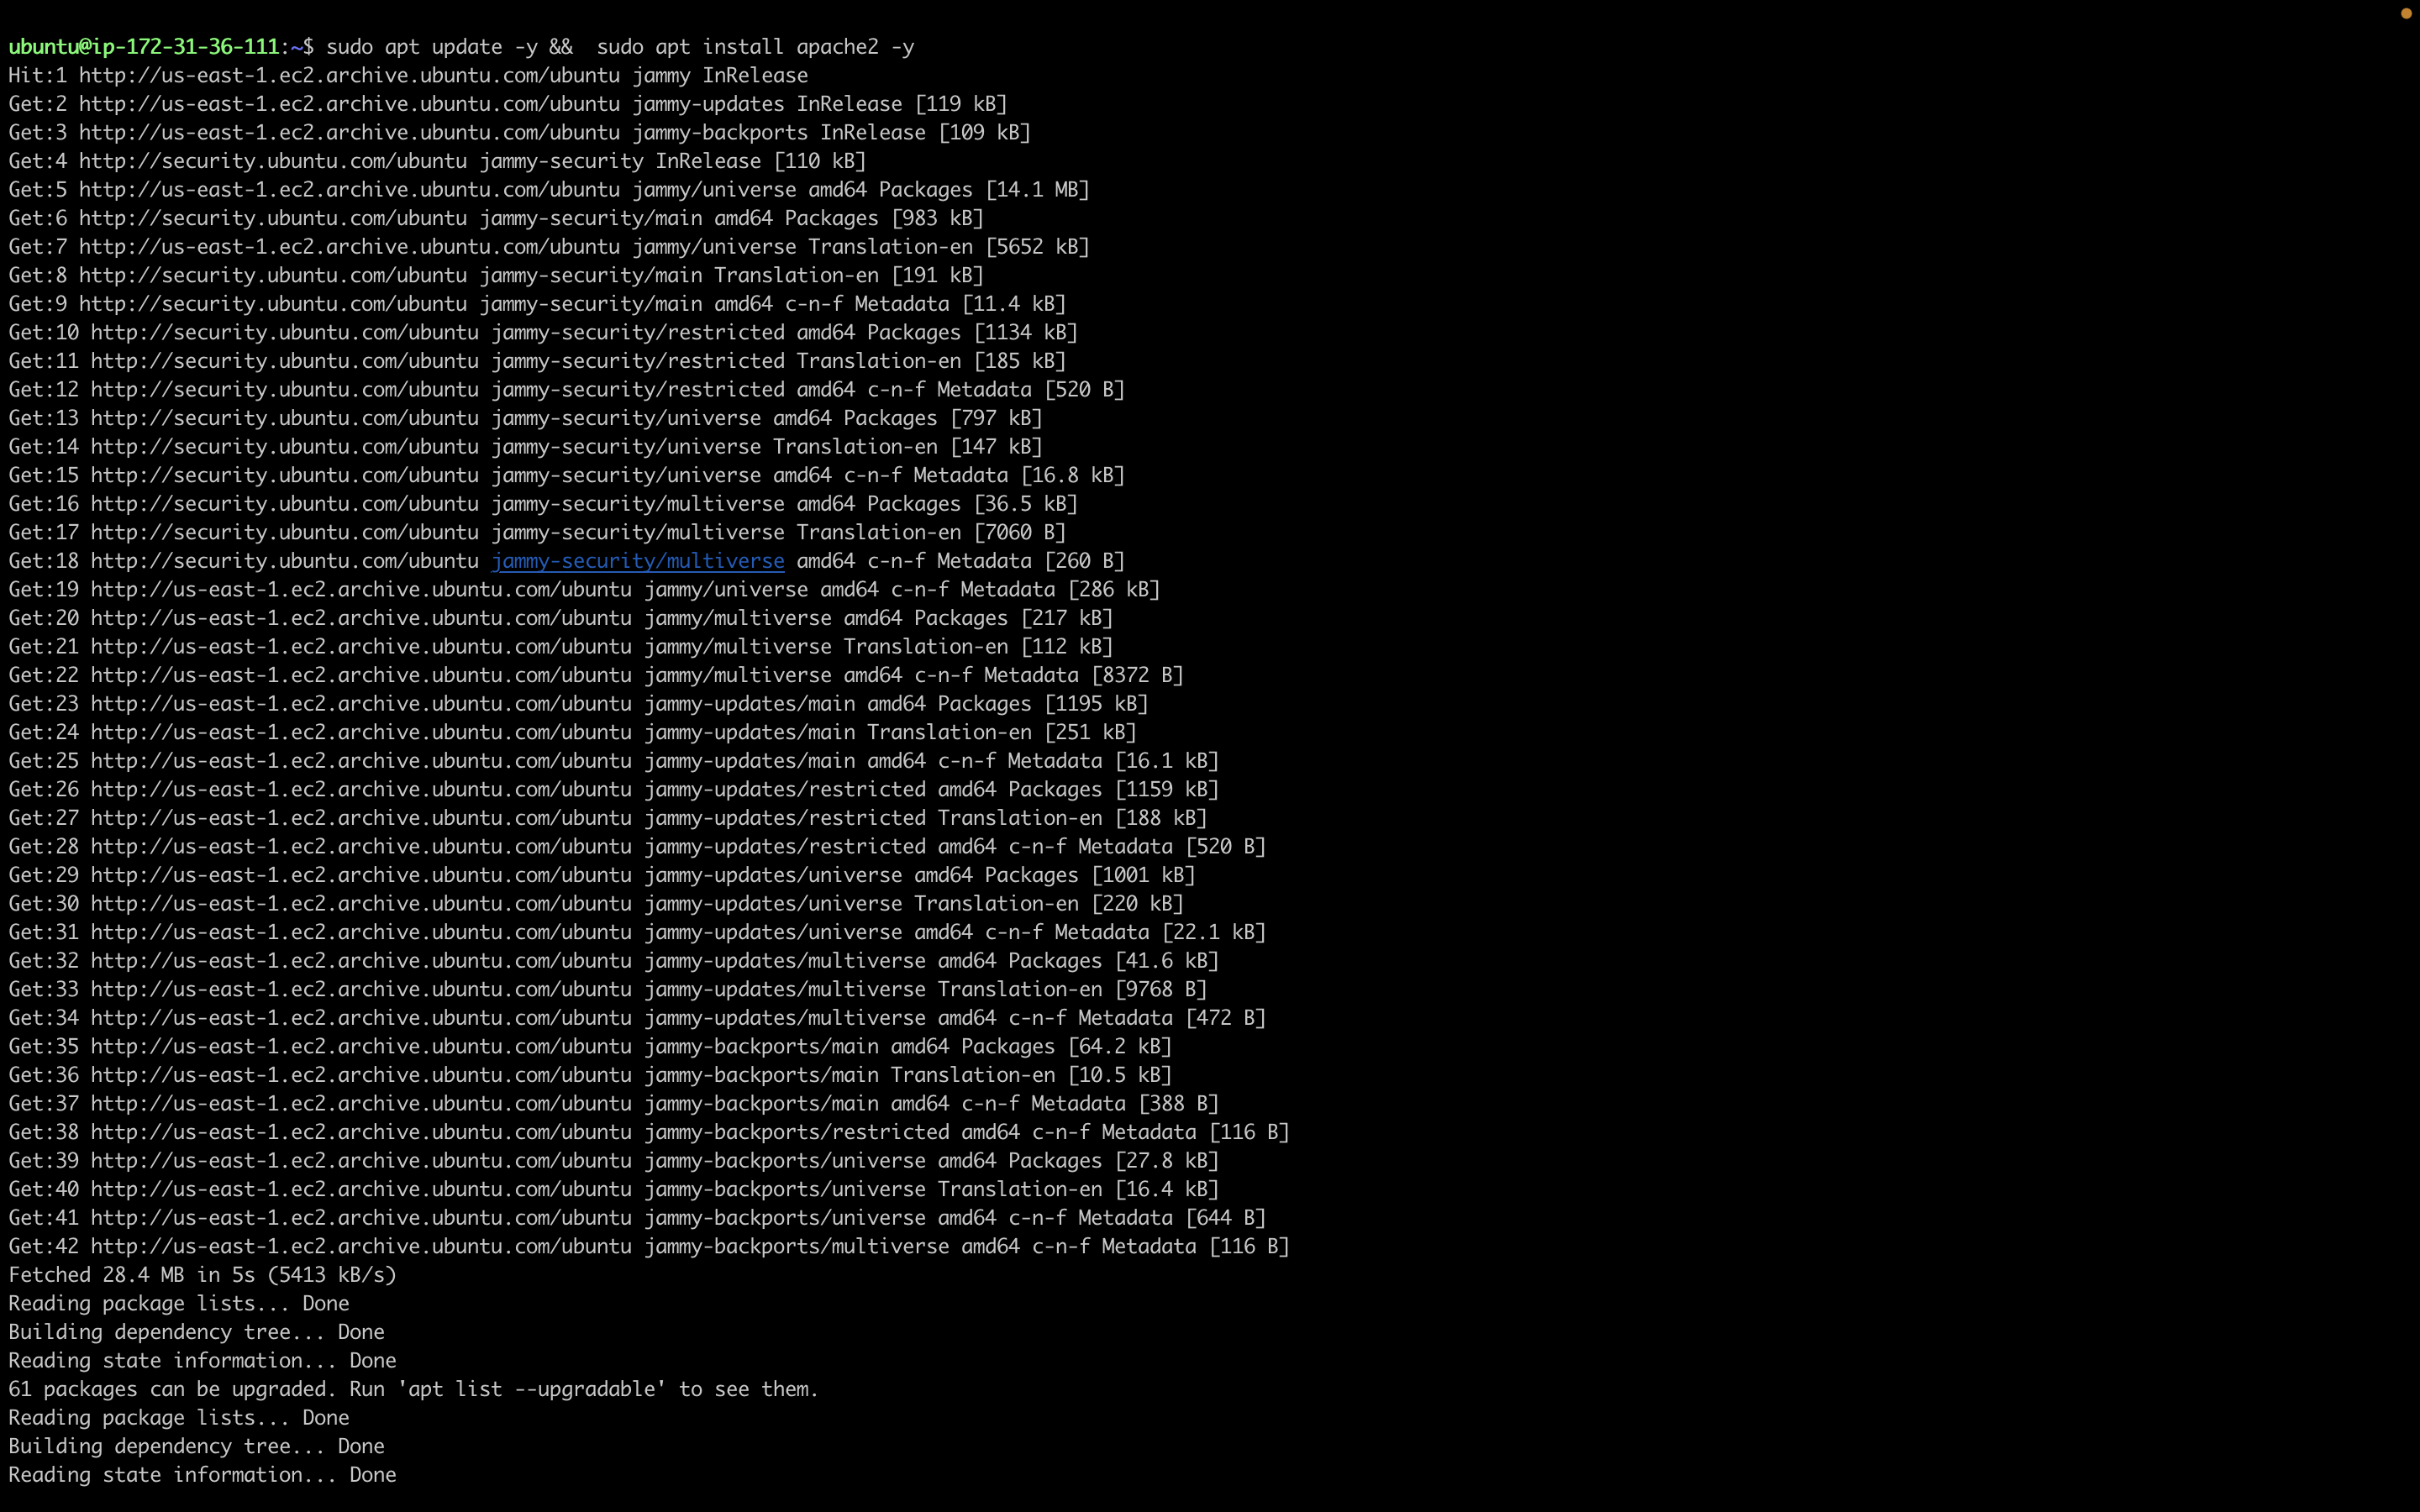 ubuntu@ip-172-31-36-111:~$ sudo apt update -y &&  sudo apt install apache2 -y
Hit:1 http://us-east-1.ec2.archive.ubuntu.com/ubuntu jammy InRelease
Get:2 http://us-east-1.ec2.archive.ubuntu.com/ubuntu jammy-updates InRelease [119 kB]
Get:3 http://us-east-1.ec2.archive.ubuntu.com/ubuntu jammy-backports InRelease [109 kB]
Get:4 http://security.ubuntu.com/ubuntu jammy-security InRelease [110 kB]
Get:5 http://us-east-1.ec2.archive.ubuntu.com/ubuntu jammy/universe amd64 Packages [14.1 MB]
Get:6 http://security.ubuntu.com/ubuntu jammy-security/main amd64 Packages [983 kB]
Get:7 http://us-east-1.ec2.archive.ubuntu.com/ubuntu jammy/universe Translation-en [5652 kB]
Get:8 http://security.ubuntu.com/ubuntu jammy-security/main Translation-en [191 kB]
Get:9 http://security.ubuntu.com/ubuntu jammy-security/main amd64 c-n-f Metadata [11.4 kB]
Get:10 http://security.ubuntu.com/ubuntu jammy-security/restricted amd64 Packages [1134 kB]
Get:11 http://security.ubuntu.com/ubuntu jammy-security/restricted Translation-en [185 kB]
Get:12 http://security.ubuntu.com/ubuntu jammy-security/restricted amd64 c-n-f Metadata [520 B]
Get:13 http://security.ubuntu.com/ubuntu jammy-security/universe amd64 Packages [797 kB]
Get:14 http://security.ubuntu.com/ubuntu jammy-security/universe Translation-en [147 kB]
Get:15 http://security.ubuntu.com/ubuntu jammy-security/universe amd64 c-n-f Metadata [16.8 kB]
Get:16 http://security.ubuntu.com/ubuntu jammy-security/multiverse amd64 Packages [36.5 kB]
Get:17 http://security.ubuntu.com/ubuntu jammy-security/multiverse Translation-en [7060 B]
Get:18 http://security.ubuntu.com/ubuntu jammy-security/multiverse amd64 c-n-f Metadata [260 B]
Get:19 http://us-east-1.ec2.archive.ubuntu.com/ubuntu jammy/universe amd64 c-n-f Metadata [286 kB]
Get:20 http://us-east-1.ec2.archive.ubuntu.com/ubuntu jammy/multiverse amd64 Packages [217 kB]
Get:21 http://us-east-1.ec2.archive.ubuntu.com/ubuntu jammy/multiverse Translation-en [112 kB]
Get:22 http://us-east-1.ec2.archive.ubuntu.com/ubuntu jammy/multiverse amd64 c-n-f Metadata [8372 B]
Get:23 http://us-east-1.ec2.archive.ubuntu.com/ubuntu jammy-updates/main amd64 Packages [1195 kB]
Get:24 http://us-east-1.ec2.archive.ubuntu.com/ubuntu jammy-updates/main Translation-en [251 kB]
Get:25 http://us-east-1.ec2.archive.ubuntu.com/ubuntu jammy-updates/main amd64 c-n-f Metadata [16.1 kB]
Get:26 http://us-east-1.ec2.archive.ubuntu.com/ubuntu jammy-updates/restricted amd64 Packages [1159 kB]
Get:27 http://us-east-1.ec2.archive.ubuntu.com/ubuntu jammy-updates/restricted Translation-en [188 kB]
Get:28 http://us-east-1.ec2.archive.ubuntu.com/ubuntu jammy-updates/restricted amd64 c-n-f Metadata [520 B]
Get:29 http://us-east-1.ec2.archive.ubuntu.com/ubuntu jammy-updates/universe amd64 Packages [1001 kB]
Get:30 http://us-east-1.ec2.archive.ubuntu.com/ubuntu jammy-updates/universe Translation-en [220 kB]
Get:31 http://us-east-1.ec2.archive.ubuntu.com/ubuntu jammy-updates/universe amd64 c-n-f Metadata [22.1 kB]
Get:32 http://us-east-1.ec2.archive.ubuntu.com/ubuntu jammy-updates/multiverse amd64 Packages [41.6 kB]
Get:33 http://us-east-1.ec2.archive.ubuntu.com/ubuntu jammy-updates/multiverse Translation-en [9768 B]
Get:34 http://us-east-1.ec2.archive.ubuntu.com/ubuntu jammy-updates/multiverse amd64 c-n-f Metadata [472 B]
Get:35 http://us-east-1.ec2.archive.ubuntu.com/ubuntu jammy-backports/main amd64 Packages [64.2 kB]
Get:36 http://us-east-1.ec2.archive.ubuntu.com/ubuntu jammy-backports/main Translation-en [10.5 kB]
Get:37 http://us-east-1.ec2.archive.ubuntu.com/ubuntu jammy-backports/main amd64 c-n-f Metadata [388 B]
Get:38 http://us-east-1.ec2.archive.ubuntu.com/ubuntu jammy-backports/restricted amd64 c-n-f Metadata [116 B]
Get:39 http://us-east-1.ec2.archive.ubuntu.com/ubuntu jammy-backports/universe amd64 Packages [27.8 kB]
Get:40 http://us-east-1.ec2.archive.ubuntu.com/ubuntu jammy-backports/universe Translation-en [16.4 kB]
Get:41 http://us-east-1.ec2.archive.ubuntu.com/ubuntu jammy-backports/universe amd64 c-n-f Metadata [644 B]
Get:42 http://us-east-1.ec2.archive.ubuntu.com/ubuntu jammy-backports/multiverse amd64 c-n-f Metadata [116 B]
Fetched 28.4 MB in 5s (5413 kB/s)
Reading package lists... Done
Building dependency tree... Done
Reading state information... Done
61 packages can be upgraded. Run 'apt list --upgradable' to see them.
Reading package lists... Done
Building dependency tree... Done
Reading state information... Done